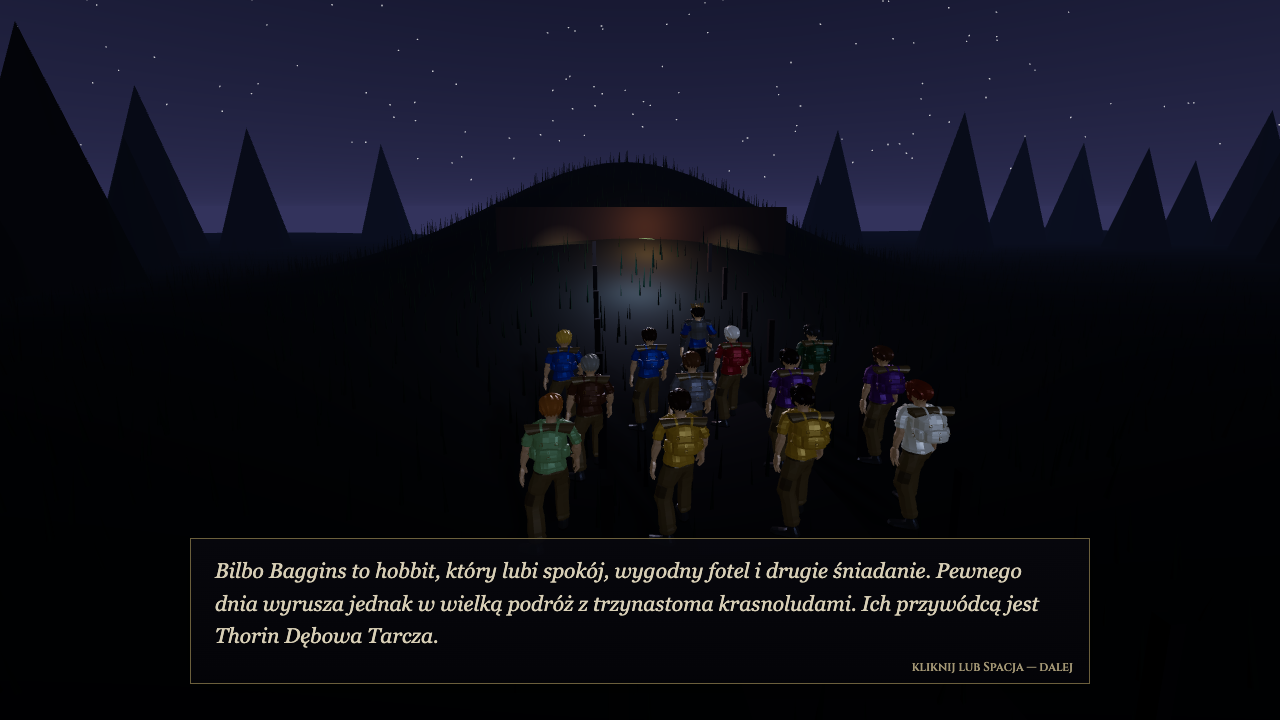 Bilbo Baggins to hobbit, który lubi spokój, wygodny fotel i drugie śniadanie. Pewnego
dnia wyrusza jednak w wielką podróż z trzynastoma krasnoludami. Ich przywódcą jest
Thorin Dębowa Tarcza.
KLIKNIJ LUB SPACJA — DALEJ